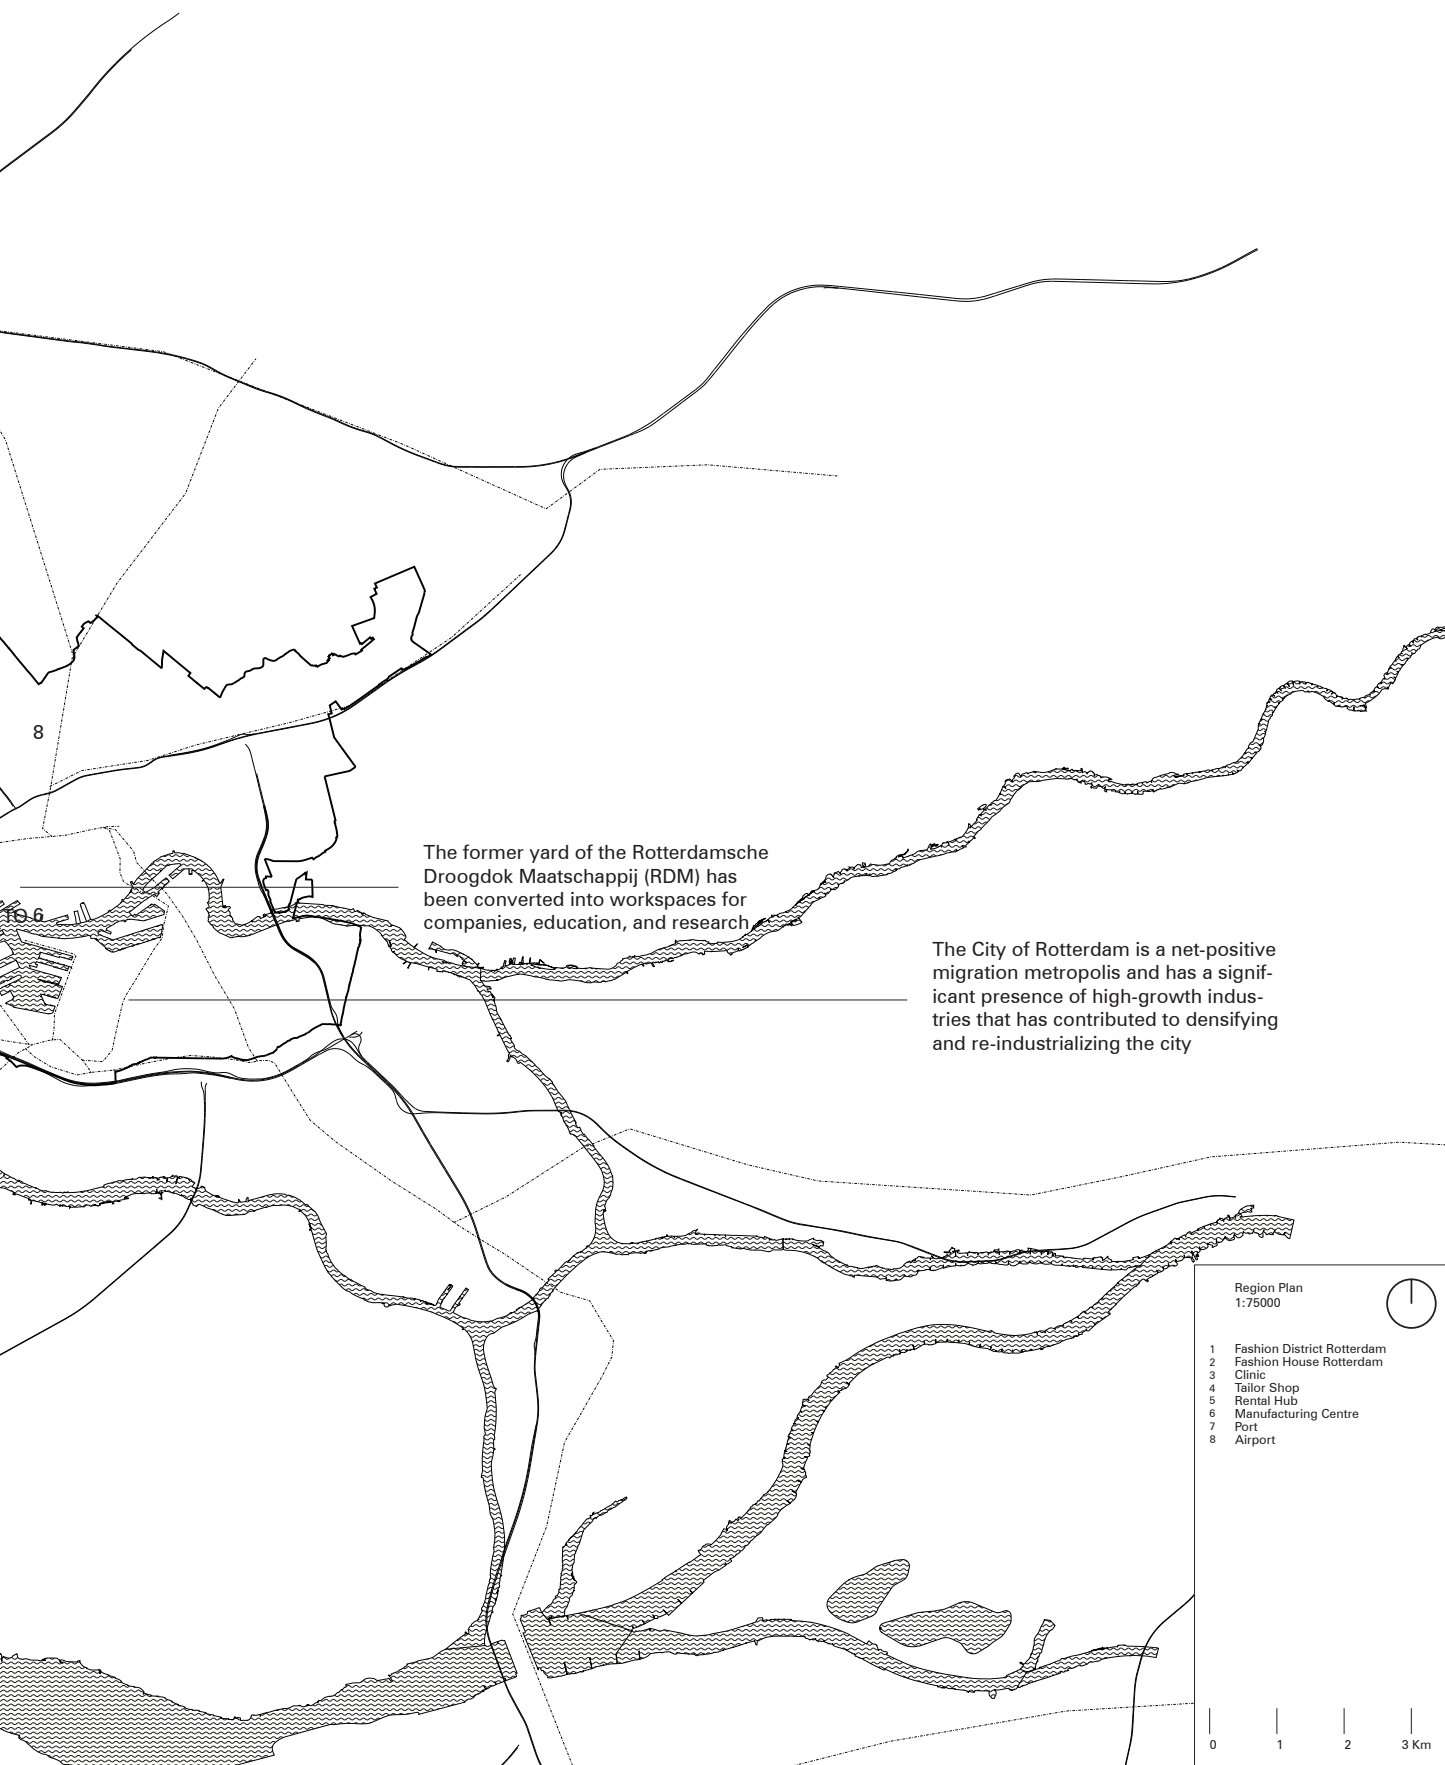 8
The former yard of the Rotterdamsche
Droogdok Maatschappij (RDM) has
been converted into workspaces for
companies, education, and research
TO 6
The City of Rotterdam is a net-positive
migration metropolis and has a signif-
icant presence of high-growth indus-
tries that has contributed to densifying
and re-industrializing the city
Region Plan
1:75000
1 Fashion District Rotterdam
2 Fashion House Rotterdam
3 Clinic
4 Tailor Shop
5 Rental Hub
6 Manufacturing Centre
7 Port
8 Airport
0 1 2 3 Km